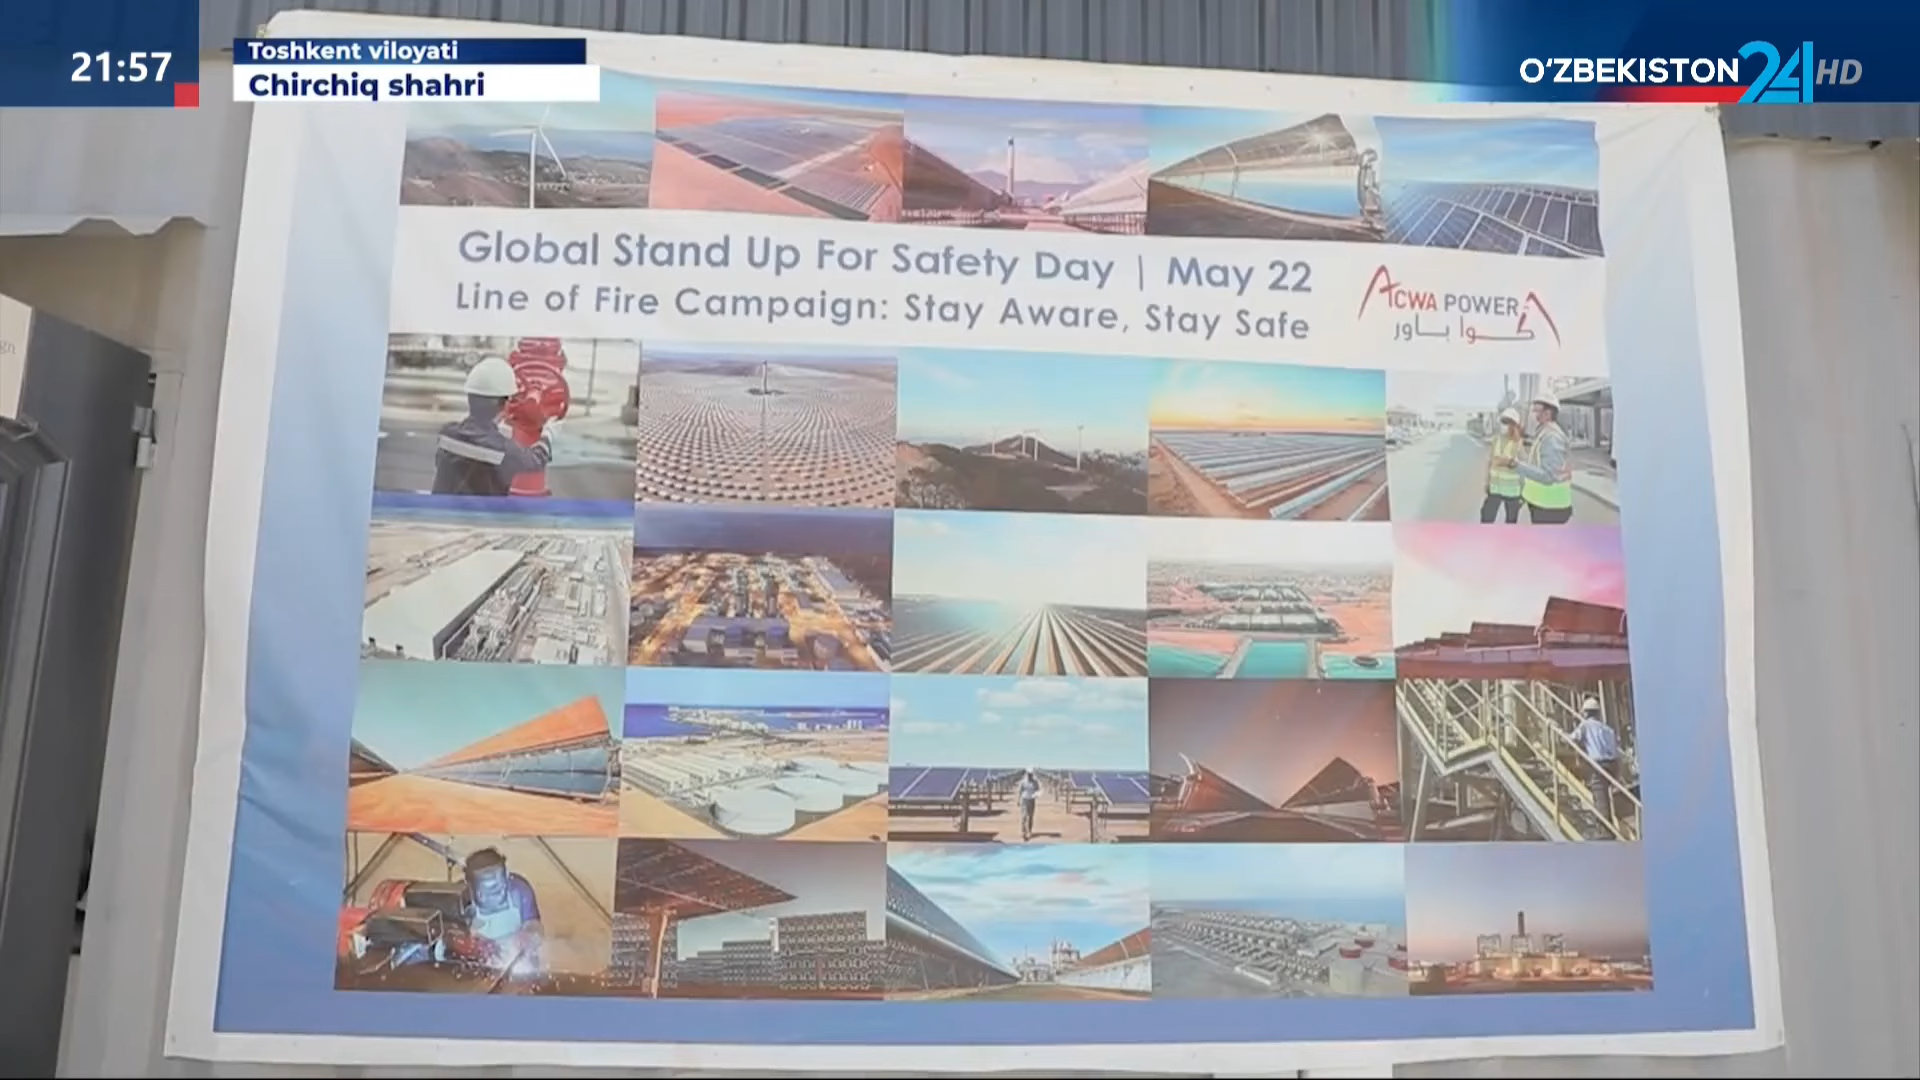 21:57
Toshkent viloyati
Chirchiq shahri
O‘ZBEKISTON 24 HD
Global Stand Up For Safety Day | May 22
Line of Fire Campaign: Stay Aware, Stay Safe
ACWA POWER
أكوا باور